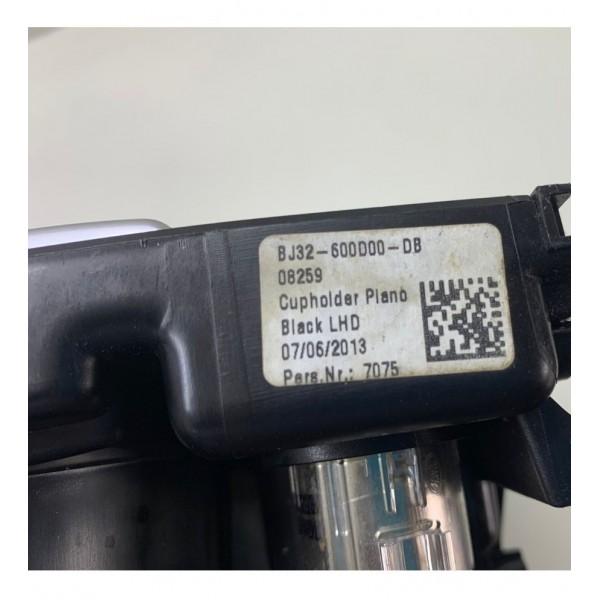 BJ32-600D00-DB
08259
Cupholder Piano
Black LHD
07/06/2013
Pers.Nr.: 7075